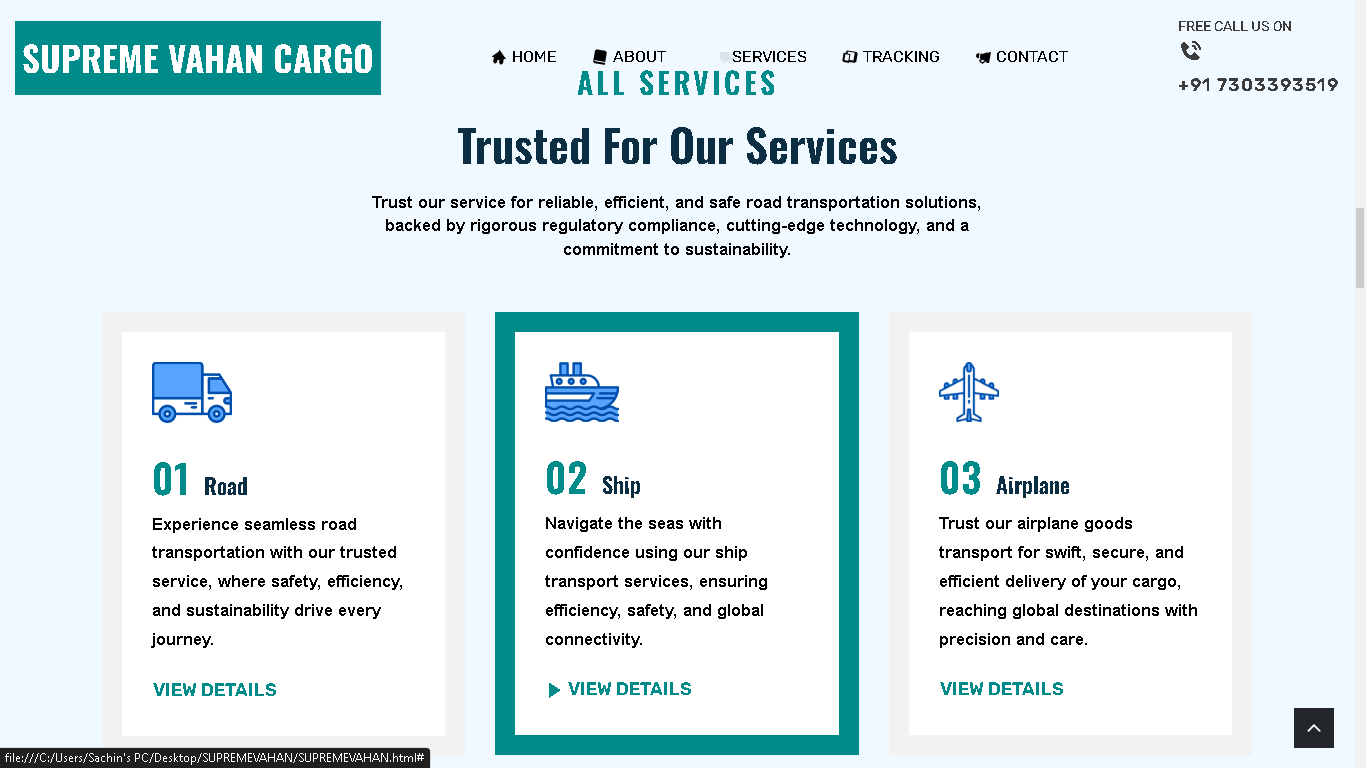 SUPREME VAHAN CARGO
HOME ABOUT SERVICES TRACKING CONTACT
FREE CALL US ON
+91 7303393519
ALL SERVICES
Trusted For Our Services
Trust our service for reliable, efficient, and safe road transportation solutions,
backed by rigorous regulatory compliance, cutting-edge technology, and a
commitment to sustainability.
01 Road
Experience seamless road
transportation with our trusted
service, where safety, efficiency,
and sustainability drive every
journey.
VIEW DETAILS
02 Ship
Navigate the seas with
confidence using our ship
transport services, ensuring
efficiency, safety, and global
connectivity.
VIEW DETAILS
03 Airplane
Trust our airplane goods
transport for swift, secure, and
efficient delivery of your cargo,
reaching global destinations with
precision and care.
VIEW DETAILS
file:///C:/Users/Sachin's PC/Desktop/SUPREMEVAHAN/SUPREMEVAHAN.html#